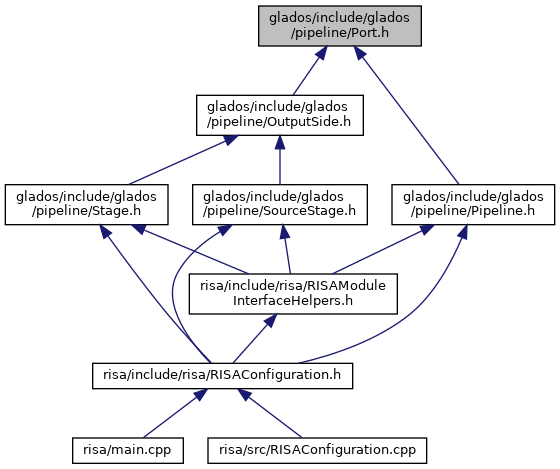 glados/include/glados
/pipeline/Port.h
glados/include/glados
/pipeline/OutputSide.h
glados/include/glados
/pipeline/Stage.h
glados/include/glados
/pipeline/SourceStage.h
glados/include/glados
/pipeline/Pipeline.h
risa/include/risa/RISAModule
InterfaceHelpers.h
risa/include/risa/RISAConfiguration.h
risa/main.cpp
risa/src/RISAConfiguration.cpp